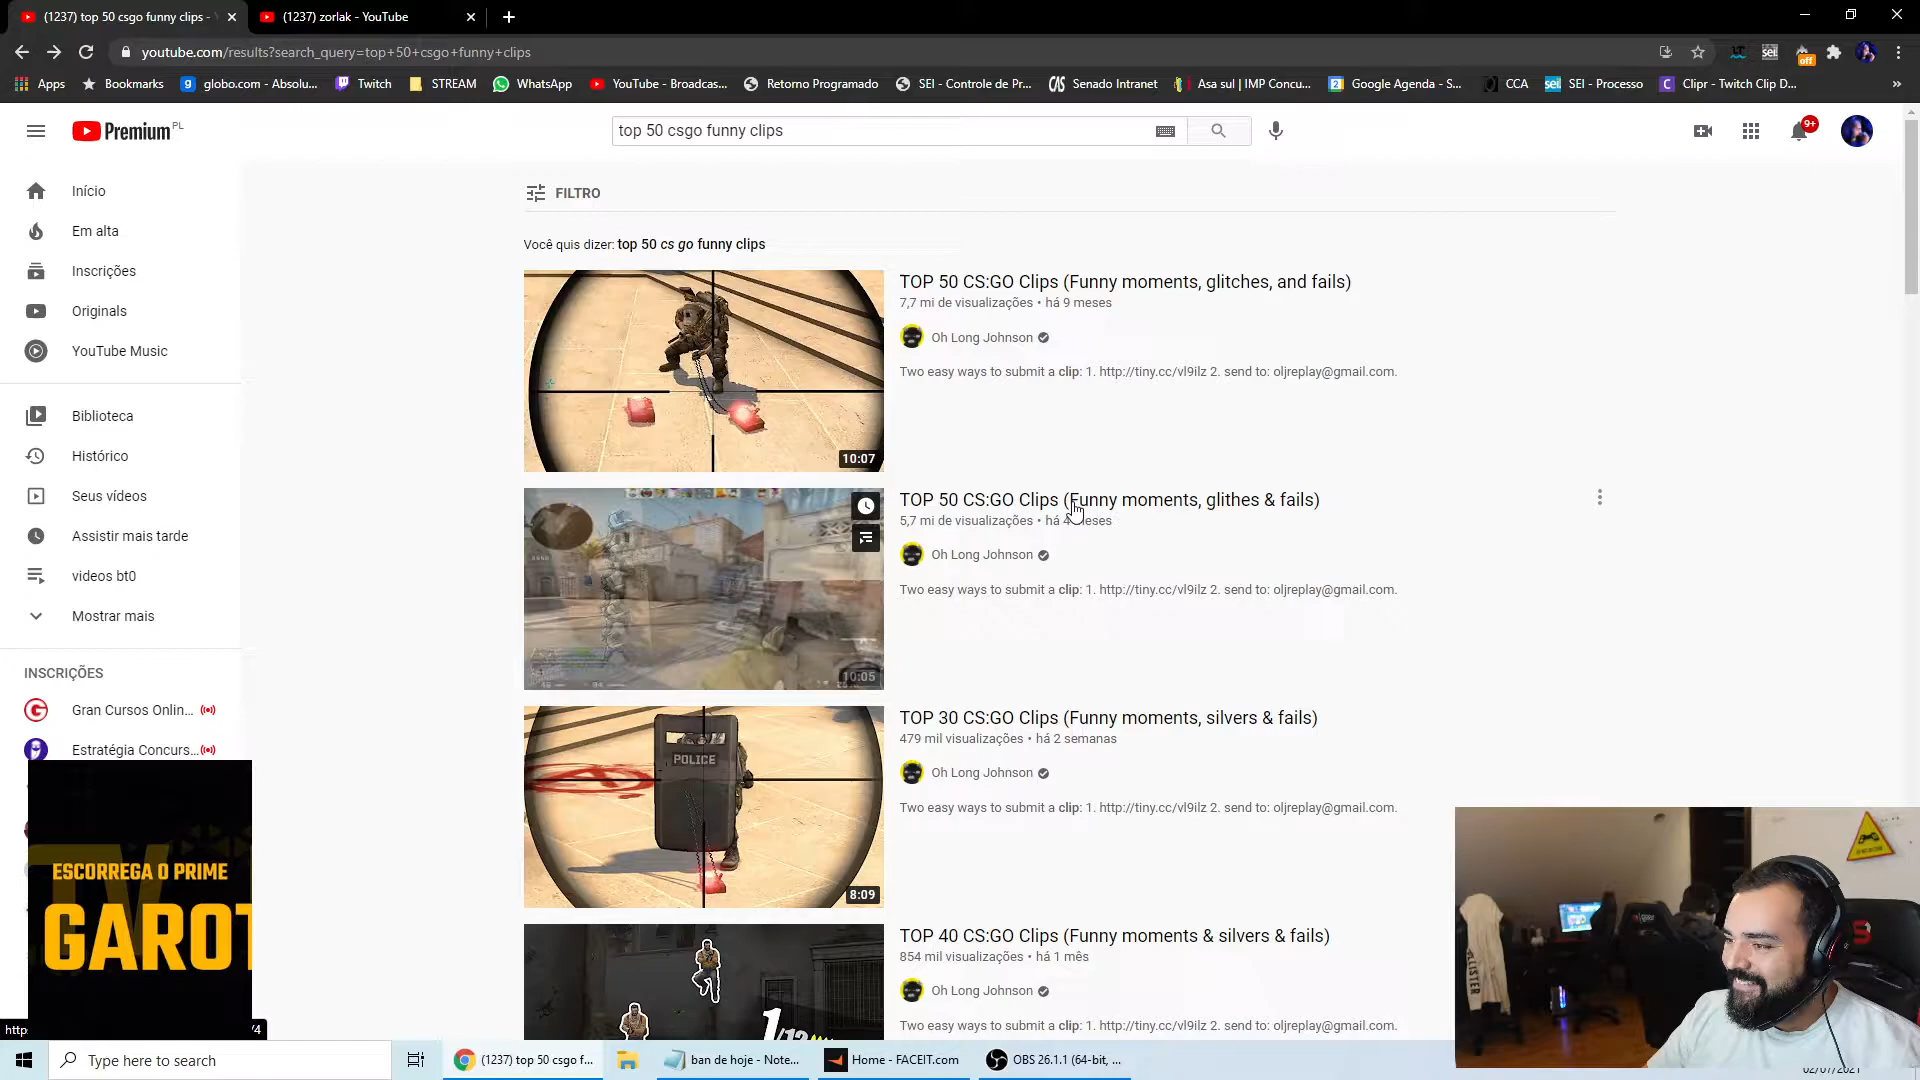 (1237) top 50 csgo funny clips -
(1237) zorlak - YouTube
youtube.com/results?search_query=top+50+csgo+funny+clips
off
Apps
Bookmarks
globo.com - Absolu...
Twitch
STREAM
WhatsApp
YouTube - Broadcas...
Retorno Programado
SEI - Controle de Pr...
Senado Intranet
Asa sul | IMP Concu...
Google Agenda - S...
CCA
SEI - Processo
Clipr - Twitch Clip D...
Premium PL
top 50 csgo funny clips
9+
Início
Em alta
Inscrições
Originals
YouTube Music
Biblioteca
Histórico
Seus vídeos
Assistir mais tarde
videos bt0
Mostrar mais
INSCRIÇÕES
Gran Cursos Onlin...
Estratégia Concurs...
FILTRO
Você quis dizer: top 50 cs go funny clips
10:07
TOP 50 CS:GO Clips (Funny moments, glitches, and fails)
7,7 mi de visualizações • há 9 meses
Oh Long Johnson
Two easy ways to submit a clip: 1. http://tiny.cc/vl9ilz 2. send to: oljreplay@gmail.com.
10:05
TOP 50 CS:GO Clips (Funny moments, glithes & fails)
5,7 mi de visualizações • há 4 meses
Oh Long Johnson
Two easy ways to submit a clip: 1. http://tiny.cc/vl9ilz 2. send to: oljreplay@gmail.com.
POLICE
8:09
TOP 30 CS:GO Clips (Funny moments, silvers & fails)
479 mil visualizações • há 2 semanas
Oh Long Johnson
Two easy ways to submit a clip: 1. http://tiny.cc/vl9ilz 2. send to: oljreplay@gmail.com.
TOP 40 CS:GO Clips (Funny moments & silvers & fails)
854 mil visualizações • há 1 mês
Oh Long Johnson
Two easy ways to submit a clip: 1. http://tiny.cc/vl9ilz 2. send to: oljreplay@gmail.com.
ESCORREGA O PRIME
GAROT
Type here to search
(1237) top 50 csgo f...
ban de hoje - Note...
Home - FACEIT.com
OBS 26.1.1 (64-bit, ...
02/07/2021